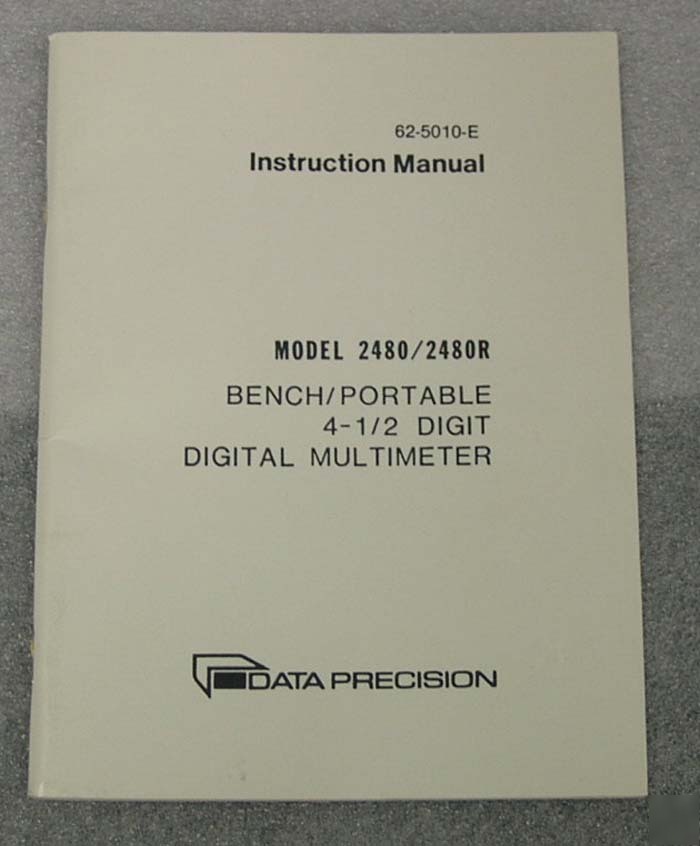 62-5010-E
Instruction Manual
MODEL 2480/2480R
BENCH/PORTABLE
4-1/2 DIGIT
DIGITAL MULTIMETER
DATA PRECISION